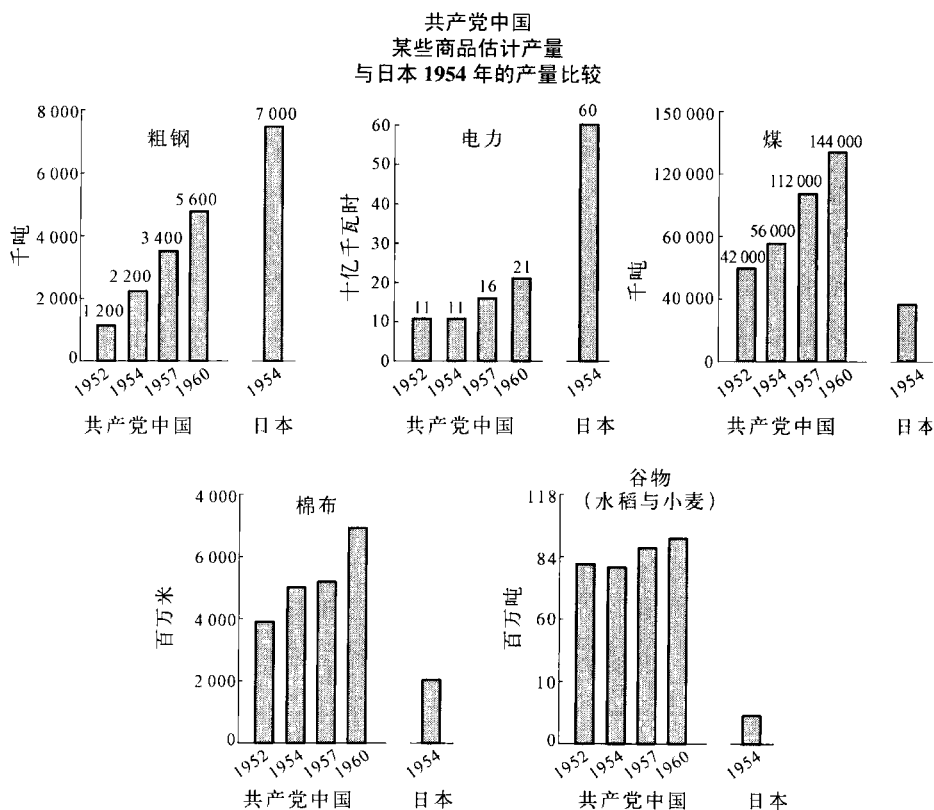 共产党中国
某些商品估计产量
与日本 1954 年的产量比较
粗钢
千吨
8 000
6 000
4 000
2 000
0
1 200
2 200
3 400
5 600
7 000
1952
1954
1957
1960
1954
共产党中国
日本
电力
十亿千瓦时
60
50
40
30
20
10
0
11
11
16
21
60
1952
1954
1957
1960
1954
共产党中国
日本
煤
千吨
150 000
120 000
60 000
40 000
0
42 000
56 000
112 000
144 000
1952
1954
1957
1960
1954
共产党中国
日本
棉布
百万米
4 000
6 000
4 000
2 000
0
1952
1954
1957
1960
1954
共产党中国
日本
谷物
（水稻与小麦）
百万吨
118
84
60
10
0
1952
1954
1957
1960
1954
共产党中国
日本